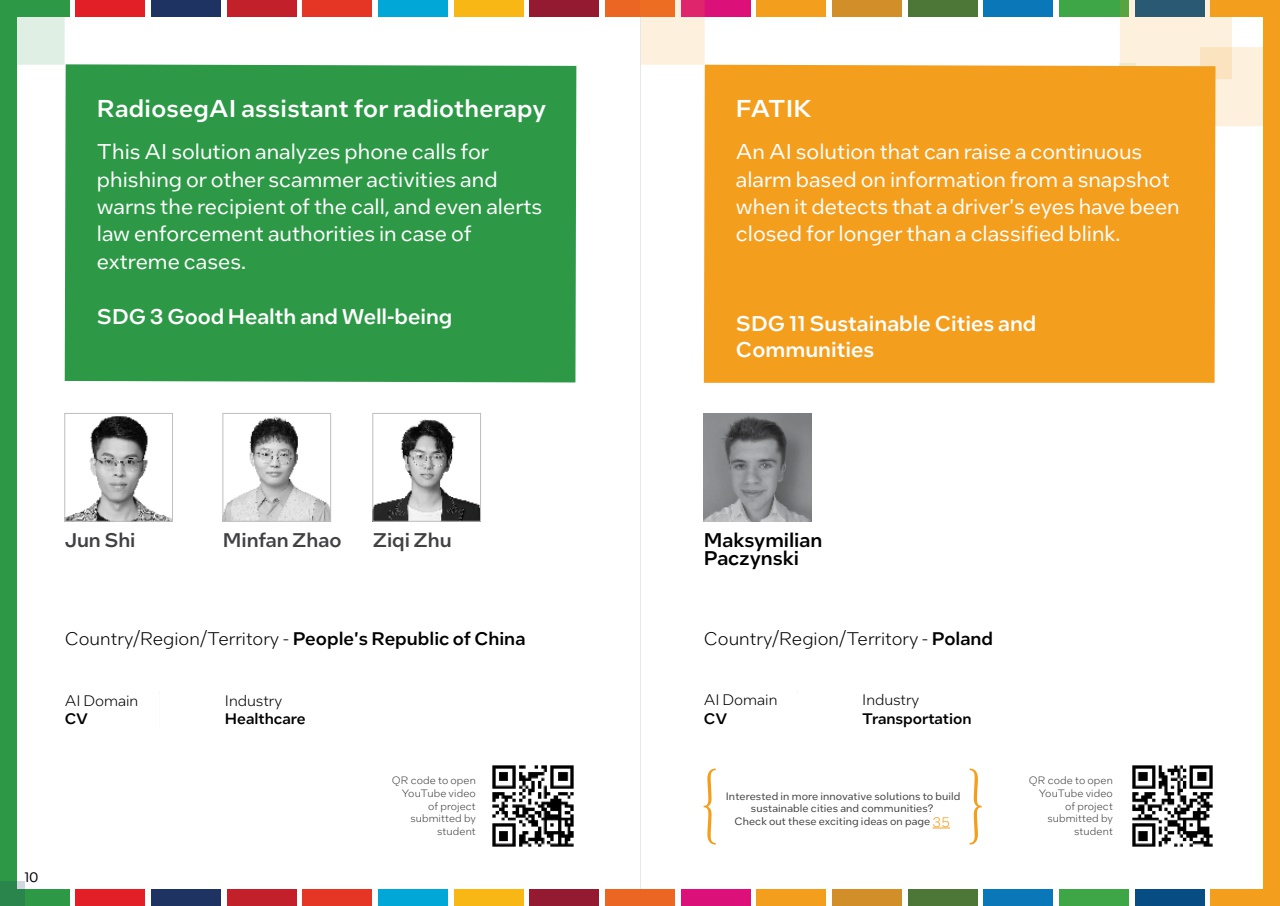 RadiosegAI assistant for radiotherapy
This AI solution analyzes phone calls for
phishing or other scammer activities and
warns the recipient of the call, and even alerts
law enforcement authorities in case of
extreme cases.
SDG 3 Good Health and Well-being
Jun Shi
Minfan Zhao
Ziqi Zhu
Country/Region/Territory - People's Republic of China
AI Domain
CV
Industry
Healthcare
QR code to open
YouTube video
of project
submitted by
student
10
FATIK
An AI solution that can raise a continuous
alarm based on information from a snapshot
when it detects that a driver's eyes have been
closed for longer than a classified blink.
SDG 11 Sustainable Cities and
Communities
Maksymilian
Paczynski
Country/Region/Territory - Poland
AI Domain
CV
Industry
Transportation
Interested in more innovative solutions to build
sustainable cities and communities?
Check out these exciting ideas on page 35
QR code to open
YouTube video
of project
submitted by
student